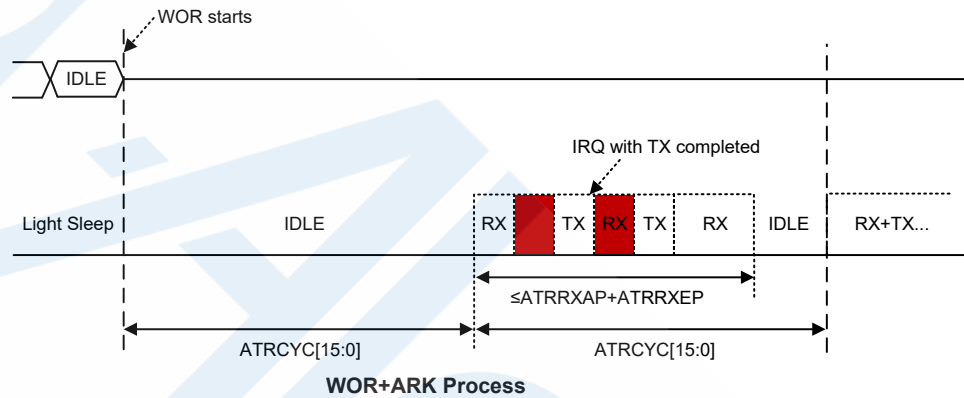 WOR starts
IDLE
IRQ with TX completed
Light Sleep IDLE RX TX RX TX RX IDLE RX+TX...
≤ATRRXAP+ATRRXEP
ATRCYC[15:0] ATRCYC[15:0]
WOR+ARK Process